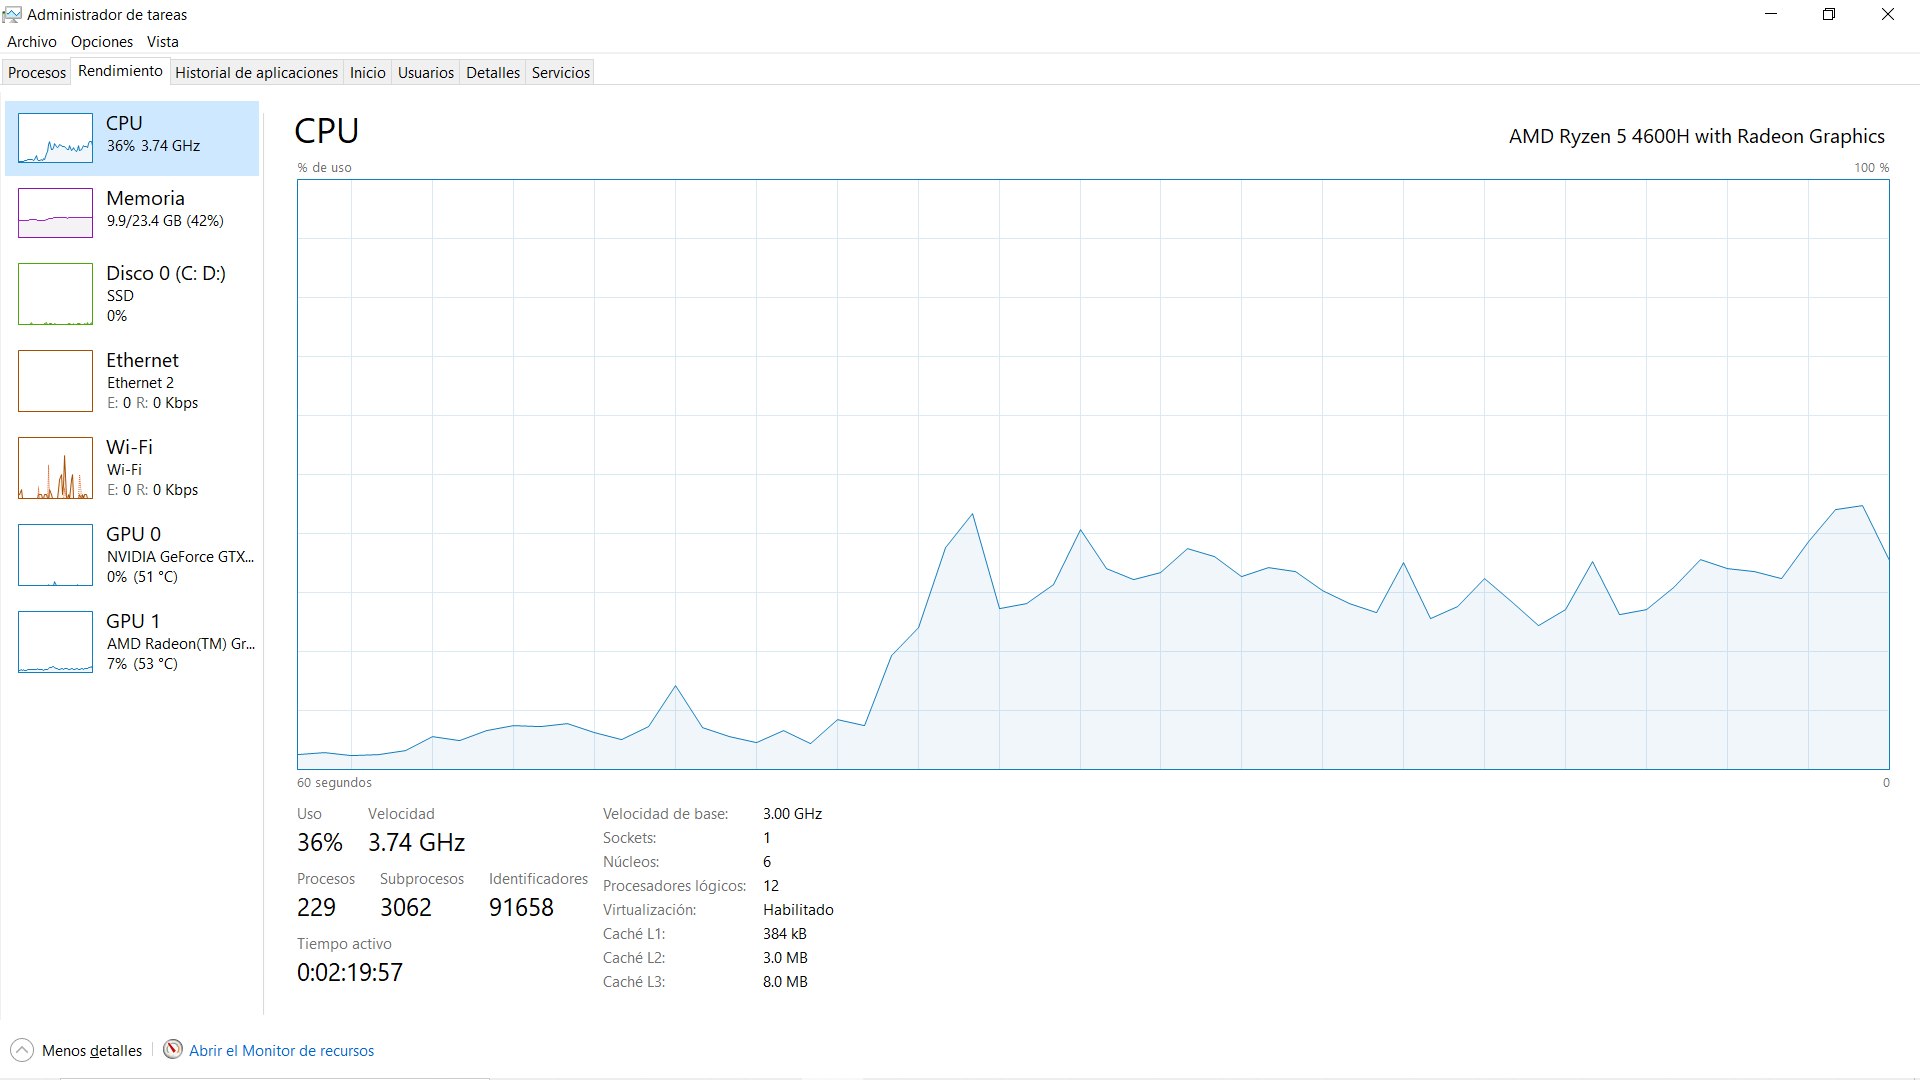 Administrador de tareas
Archivo Opciones Vista
Procesos Rendimiento Historial de aplicaciones Inicio Usuarios Detalles Servicios
CPU
36% 3.74 GHz
Memoria
9.9/23.4 GB (42%)
Disco 0 (C: D:)
SSD
0%
Ethernet
Ethernet 2
E: 0 R: 0 Kbps
Wi-Fi
Wi-Fi
E: 0 R: 0 Kbps
GPU 0
NVIDIA GeForce GTX...
0% (51 °C)
GPU 1
AMD Radeon(TM) Gr...
7% (53 °C)
CPU
AMD Ryzen 5 4600H with Radeon Graphics
% de uso 100 %
60 segundos 0
Uso Velocidad
36% 3.74 GHz
Procesos Subprocesos Identificadores
229 3062 91658
Tiempo activo
0:02:19:57
Velocidad de base: 3.00 GHz
Sockets: 1
Núcleos: 6
Procesadores lógicos: 12
Virtualización: Habilitado
Caché L1: 384 kB
Caché L2: 3.0 MB
Caché L3: 8.0 MB
Menos detalles Abrir el Monitor de recursos